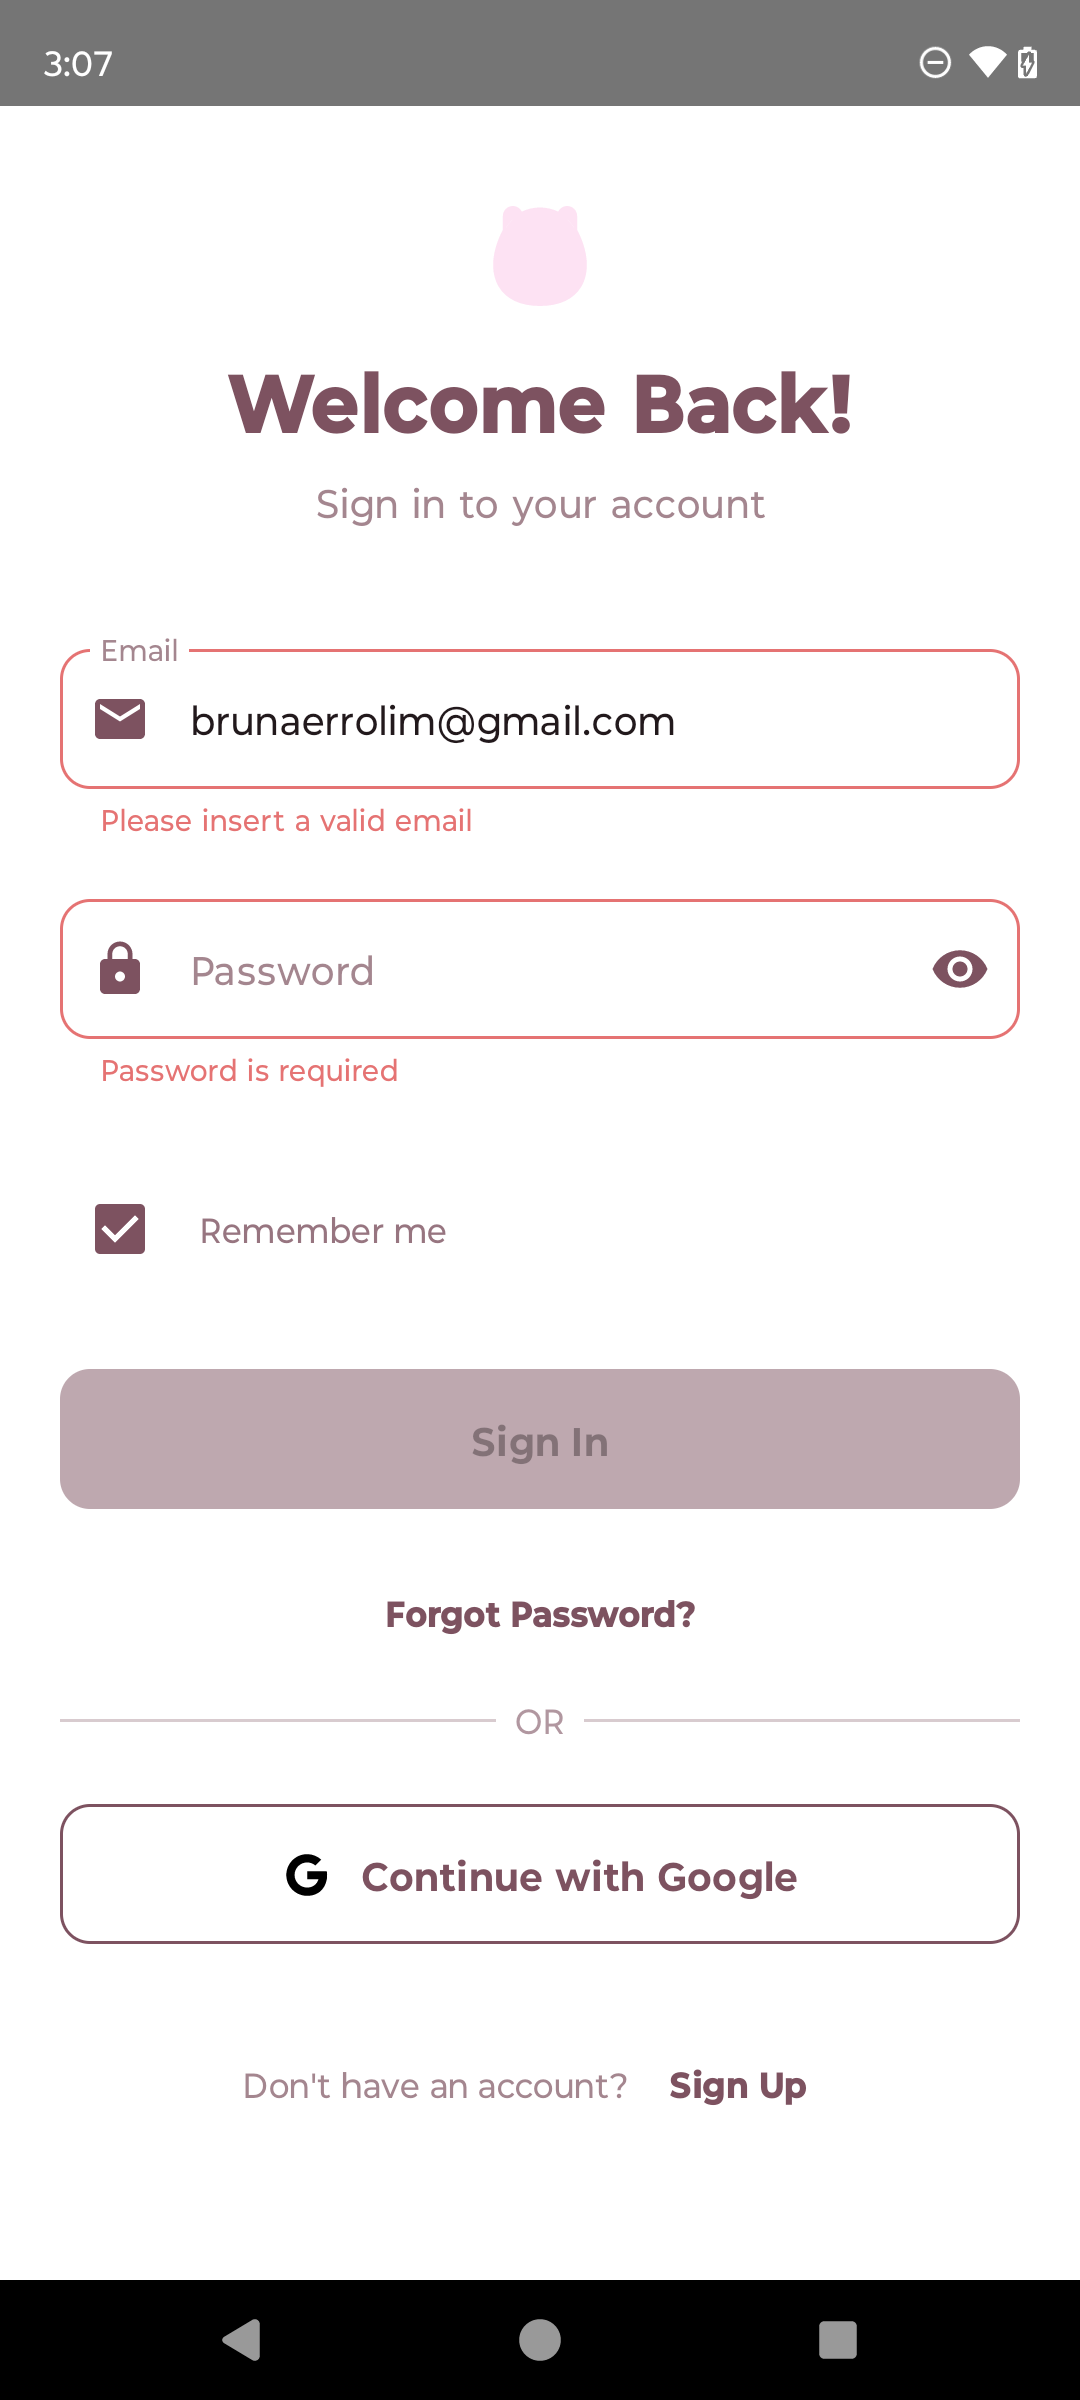 3:07
Welcome Back!
Sign in to your account
Email
brunaerrolim@gmail.com
Please insert a valid email
Password
Password is required
Remember me
Sign In
Forgot Password?
OR
G Continue with Google
Don't have an account? Sign Up